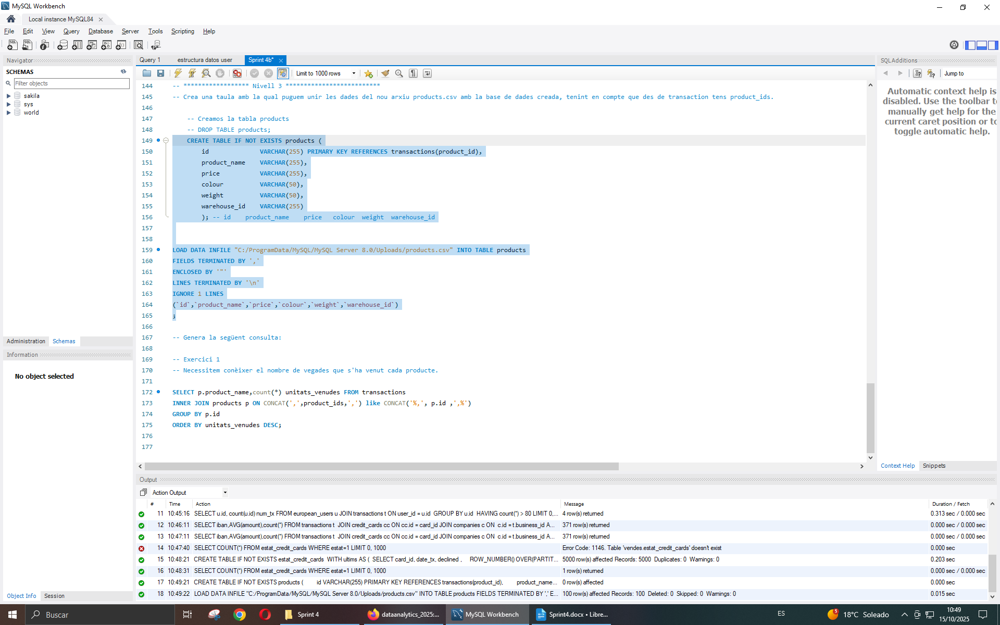 MySQL Workbench
Local instance MySQL84
File Edit View Query Database Server Tools Scripting Help
Navigator
SCHEMAS
Filter objects
sakila
sys
world
Administration Schemas
Information
No object selected
Object Info Session
Query 1 estructura datos user Sprint 4b*
Limit to 1000 rows
144 -- ****************** Nivell 3 **************************
145 -- Crea una taula amb la qual puguem unir les dades del nou arxiu products.csv amb la base de dades creada, tenint en compte que des de transaction tens product_ids.
146
147 -- Creamos la tabla products
148 -- DROP TABLE products;
149 CREATE TABLE IF NOT EXISTS products (
150 id VARCHAR(255) PRIMARY KEY REFERENCES transactions(product_id),
151 product_name VARCHAR(255),
152 price VARCHAR(255),
153 colour VARCHAR(50),
154 weight VARCHAR(50),
155 warehouse_id VARCHAR(255)
156 ); -- id product_name price colour weight warehouse_id
157
158
159 LOAD DATA INFILE "C:/ProgramData/MySQL/MySQL Server 8.0/Uploads/products.csv" INTO TABLE products
160 FIELDS TERMINATED BY ','
161 ENCLOSED BY '"'
162 LINES TERMINATED BY '\n'
163 IGNORE 1 LINES
164 (`id`,`product_name`,`price`,`colour`,`weight`,`warehouse_id`)
165 ;
166
167 -- Genera la següent consulta:
168
169 -- Exercici 1
170 -- Necessitem conèixer el nombre de vegades que s'ha venut cada producte.
171
172 SELECT p.product_name,count(*) unitats_venudes FROM transactions
173 INNER JOIN products p ON CONCAT(',',product_ids,',') like CONCAT('%,', p.id ,',%')
174 GROUP BY p.id
175 ORDER BY unitats_venudes DESC;
176
177
SQLAdditions
Jump to
Automatic context help is
disabled. Use the toolbar t
manually get help for the
current caret position or to
toggle automatic help.
Context Help Snippets
Output
Action Output
# Time Action Message Duration / Fetch
11 10:45:16 SELECT u.id, count(u.id) num_tx FROM european_users u JOIN transactions t ON user_id = u.id GROUP BY u.id HAVING count(*) > 80 LIMIT 0,... 4 row(s) returned 0.313 sec / 0.000 sec
12 10:46:11 SELECT iban,AVG(amount),count(*) FROM transactions t JOIN credit_cards cc ON cc.id = card_id JOIN companies c ON c.id = t.business_id A... 371 row(s) returned 0.000 sec / 0.000 sec
13 10:47:11 SELECT iban,AVG(amount),count(*) FROM transactions t JOIN credit_cards cc ON cc.id = card_id JOIN companies c ON c.id = t.business_id A... 371 row(s) returned 0.000 sec / 0.000 sec
14 10:47:40 SELECT COUNT(*) FROM estat_credit_cards WHERE estat=1 LIMIT 0, 1000 Error Code: 1146. Table 'vendes.estat_credit_cards' doesn't exist 0.000 sec
15 10:48:21 CREATE TABLE IF NOT EXISTS estat_credit_cards WITH ultims AS ( SELECT card_id, date_tx, declined , ROW_NUMBER() OVER(PARTIT... 5000 row(s) affected Records: 5000 Duplicates: 0 Warnings: 0 0.203 sec
16 10:48:31 SELECT COUNT(*) FROM estat_credit_cards WHERE estat=1 LIMIT 0, 1000 1 row(s) returned 0.000 sec / 0.000 sec
17 10:49:21 CREATE TABLE IF NOT EXISTS products ( id VARCHAR(255) PRIMARY KEY REFERENCES transactions(product_id), product_name... 0 row(s) affected 0.000 sec
18 10:49:22 LOAD DATA INFILE "C:/ProgramData/MySQL/MySQL Server 8.0/Uploads/products.csv" INTO TABLE products FIELDS TERMINATED BY ',' E... 100 row(s) affected Records: 100 Deleted: 0 Skipped: 0 Warnings: 0 0.015 sec
Buscar
Sprint 4
dataanalytics_2025:...
MySQL Workbench
Sprint4.docx • Libre...
ES
5
18°C Soleado
10:49
15/10/2025